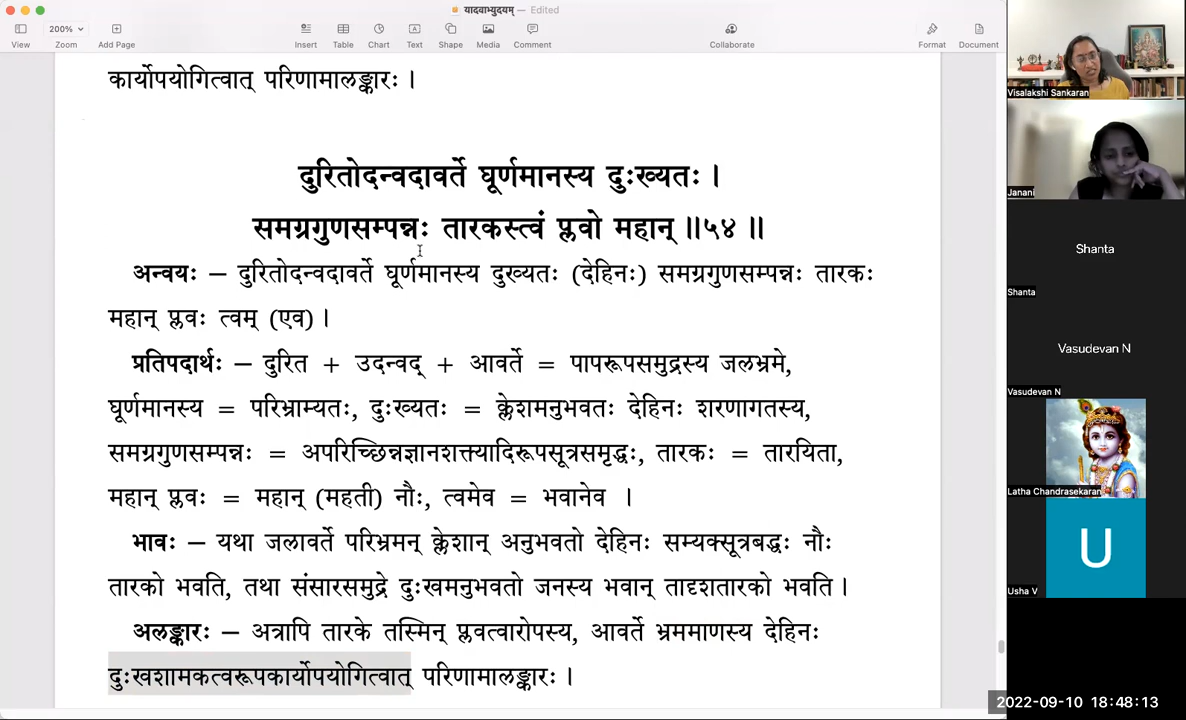 यादवाभ्युदयम् — Edited
200%
View
Zoom
Add Page
Insert
Table
Chart
Text
Shape
Media
Comment
Collaborate
Format
Document
कार्योपयोगित्वात् परिणामालङ्कारः ।
दुरितोदन्वदावर्ते घूर्णमानस्य दुःख्यतः ।
समग्रगुणसम्पन्नः तारकस्त्वं प्लवो महान् ॥५४ ॥
अन्वयः – दुरितोदन्वदावर्ते घूर्णमानस्य दुख्यतः (देहिनः) समग्रगुणसम्पन्नः तारकः
महान् प्लवः त्वम् (एव) ।
प्रतिपदार्थः – दुरित + उदन्वद् + आवर्ते = पापरूपसमुद्रस्य जलभ्रमे,
घूर्णमानस्य = परिभ्राम्यतः, दुःख्यतः = क्लेशमनुभवतः देहिनः शरणागतस्य,
समग्रगुणसम्पन्नः = अपरिच्छिन्नज्ञानशक्त्यादिरूपसूत्रसमृद्धः, तारकः = तारयिता,
महान् प्लवः = महान् (महती) नौः, त्वमेव = भवानेव ।
भावः – यथा जलावर्ते परिभ्रमन् क्लेशान् अनुभवतो देहिनः सम्यक्सूत्रबद्धः नौः
तारको भवति, तथा संसारसमुद्रे दुःखमनुभवतो जनस्य भवान् तादृशतारको भवति ।
अलङ्कारः – अत्रापि तारके तस्मिन् प्लवत्वारोपस्य, आवर्ते भ्रममाणस्य देहिनः
दुःखशामकत्वरूपकार्योपयोगित्वात् परिणामालङ्कारः ।
Visalakshi Sankaran
Janani
Shanta
Shanta
Vasudevan N
Vasudevan N
Latha Chandrasekaran
U
Usha V
2022-09-10 18:48:13